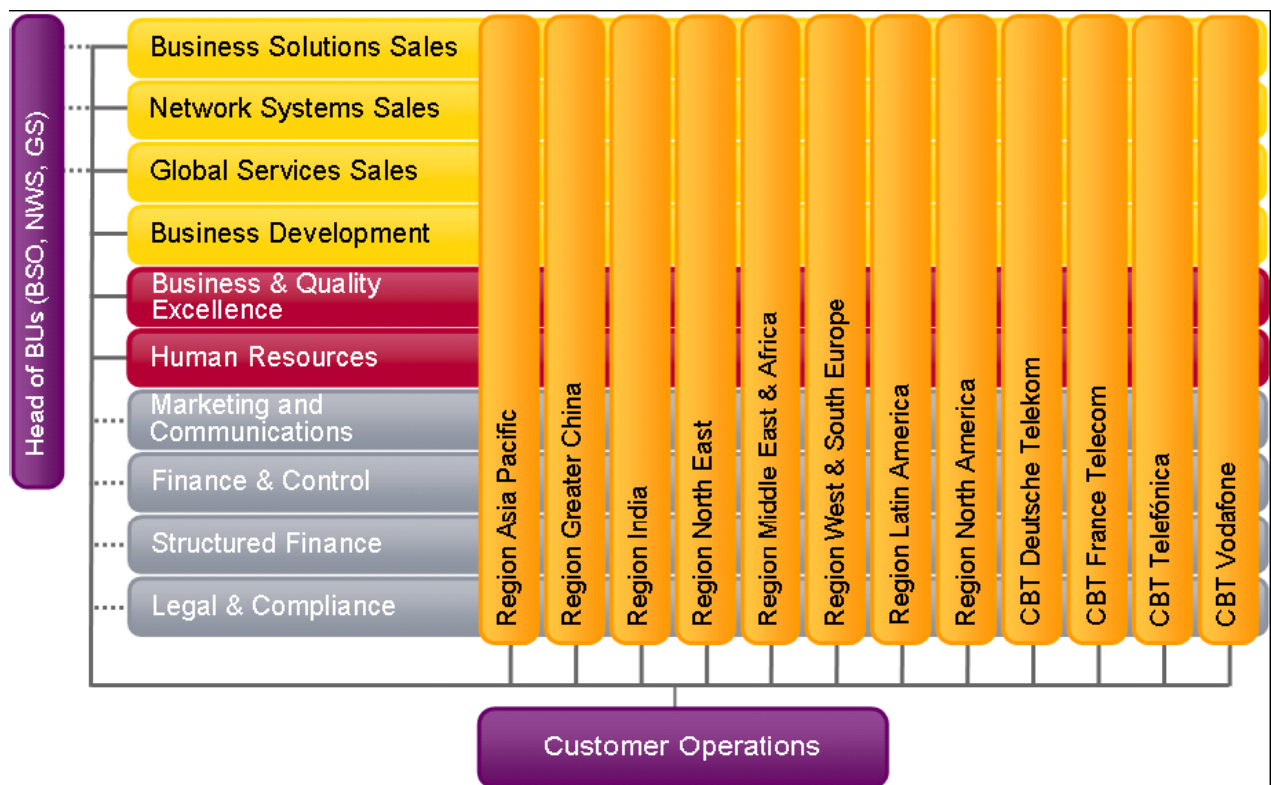 Head of BUs (BSO, NWS, GS)
Business Solutions Sales
Network Systems Sales
Global Services Sales
Business Development
Business & Quality
Excellence
Human Resources
Marketing and
Communications
Finance & Control
Structured Finance
Legal & Compliance
Region Asia Pacific
Region Greater China
Region India
Region North East
Region Middle East & Africa
Region West & South Europe
Region Latin America
Region North America
CBT Deutsche Telekom
CBT France Telecom
CBT Telefónica
CBT Vodafone
Customer Operations